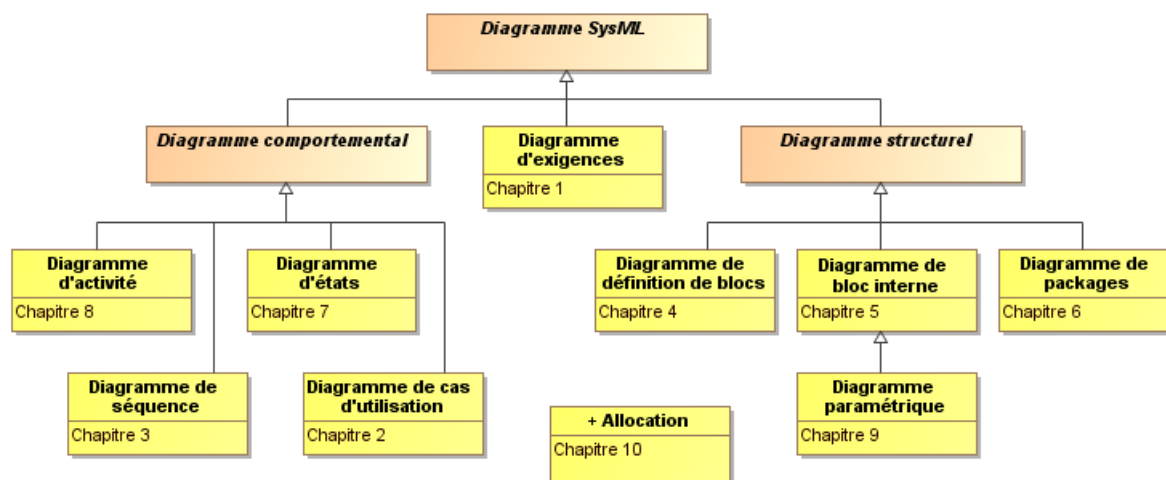 Diagramme SysML
Diagramme comportemental
Diagramme
d'exigences
Chapitre 1
Diagramme structurel
Diagramme
d'activité
Chapitre 8
Diagramme
d'états
Chapitre 7
Diagramme de
définition de blocs
Chapitre 4
Diagramme de
bloc interne
Chapitre 5
Diagramme de
packages
Chapitre 6
Diagramme de
séquence
Chapitre 3
Diagramme de cas
d'utilisation
Chapitre 2
+ Allocation
Chapitre 10
Diagramme
paramétrique
Chapitre 9